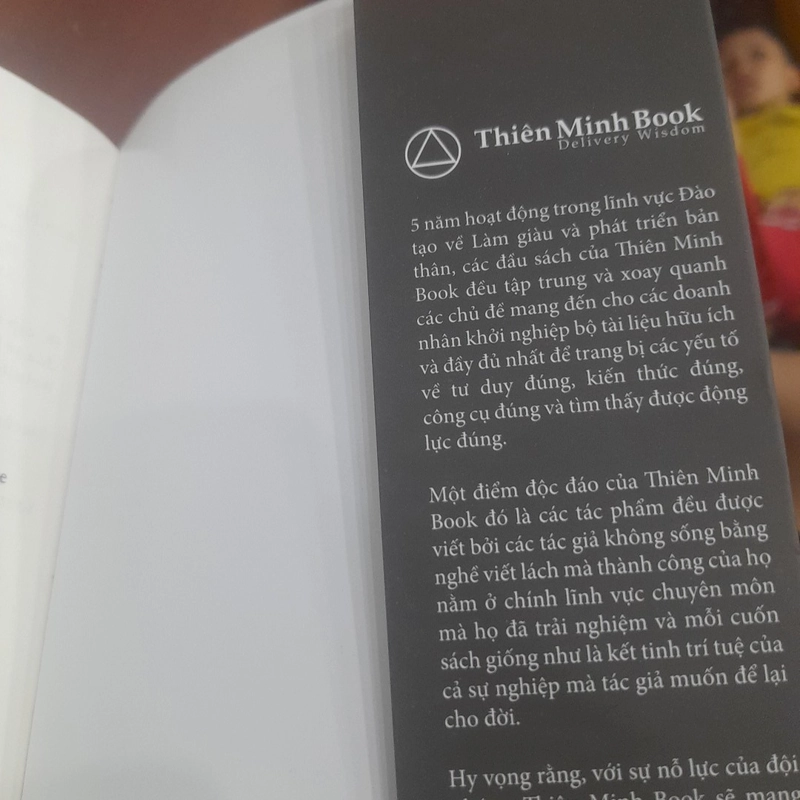 Thiên Minh Book
Delivery Wisdom
5 năm hoạt động trong lĩnh vực Đào
tạo về Làm giàu và phát triển bản
thân, các đầu sách của Thiên Minh
Book đều tập trung và xoay quanh
các chủ đề mang đến cho các doanh
nhân khởi nghiệp bộ tài liệu hữu ích
và đầy đủ nhất để trang bị các yếu tố
về tư duy đúng, kiến thức đúng,
công cụ đúng và tìm thấy được động
lực đúng.
Một điểm độc đáo của Thiên Minh
Book đó là các tác phẩm đều được
viết bởi các tác giả không sống bằng
nghề viết lách mà thành công của họ
nằm ở chính lĩnh vực chuyên môn
mà họ đã trải nghiệm và mỗi cuốn
sách giống như là kết tinh trí tuệ của
cả sự nghiệp mà tác giả muốn để lại
cho đời.
Hy vọng rằng, với sự nỗ lực của đội
Thiên Minh Book sẽ mang